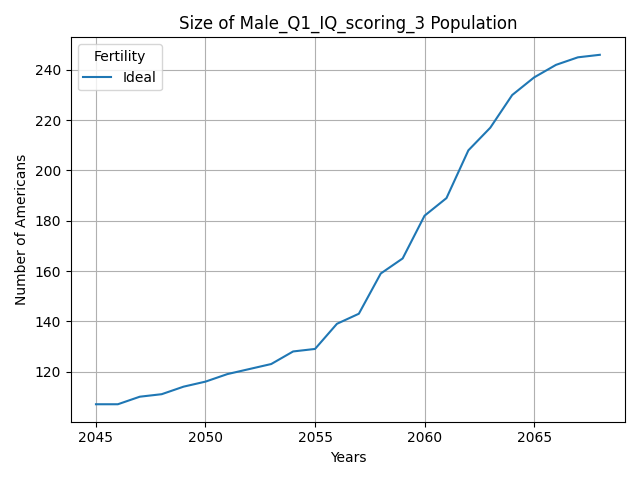 Size of Male_Q1_IQ_scoring_3 Population
Fertility
Ideal
Number of Americans
240
220
200
180
160
140
120
2045
2050
2055
2060
2065
Years